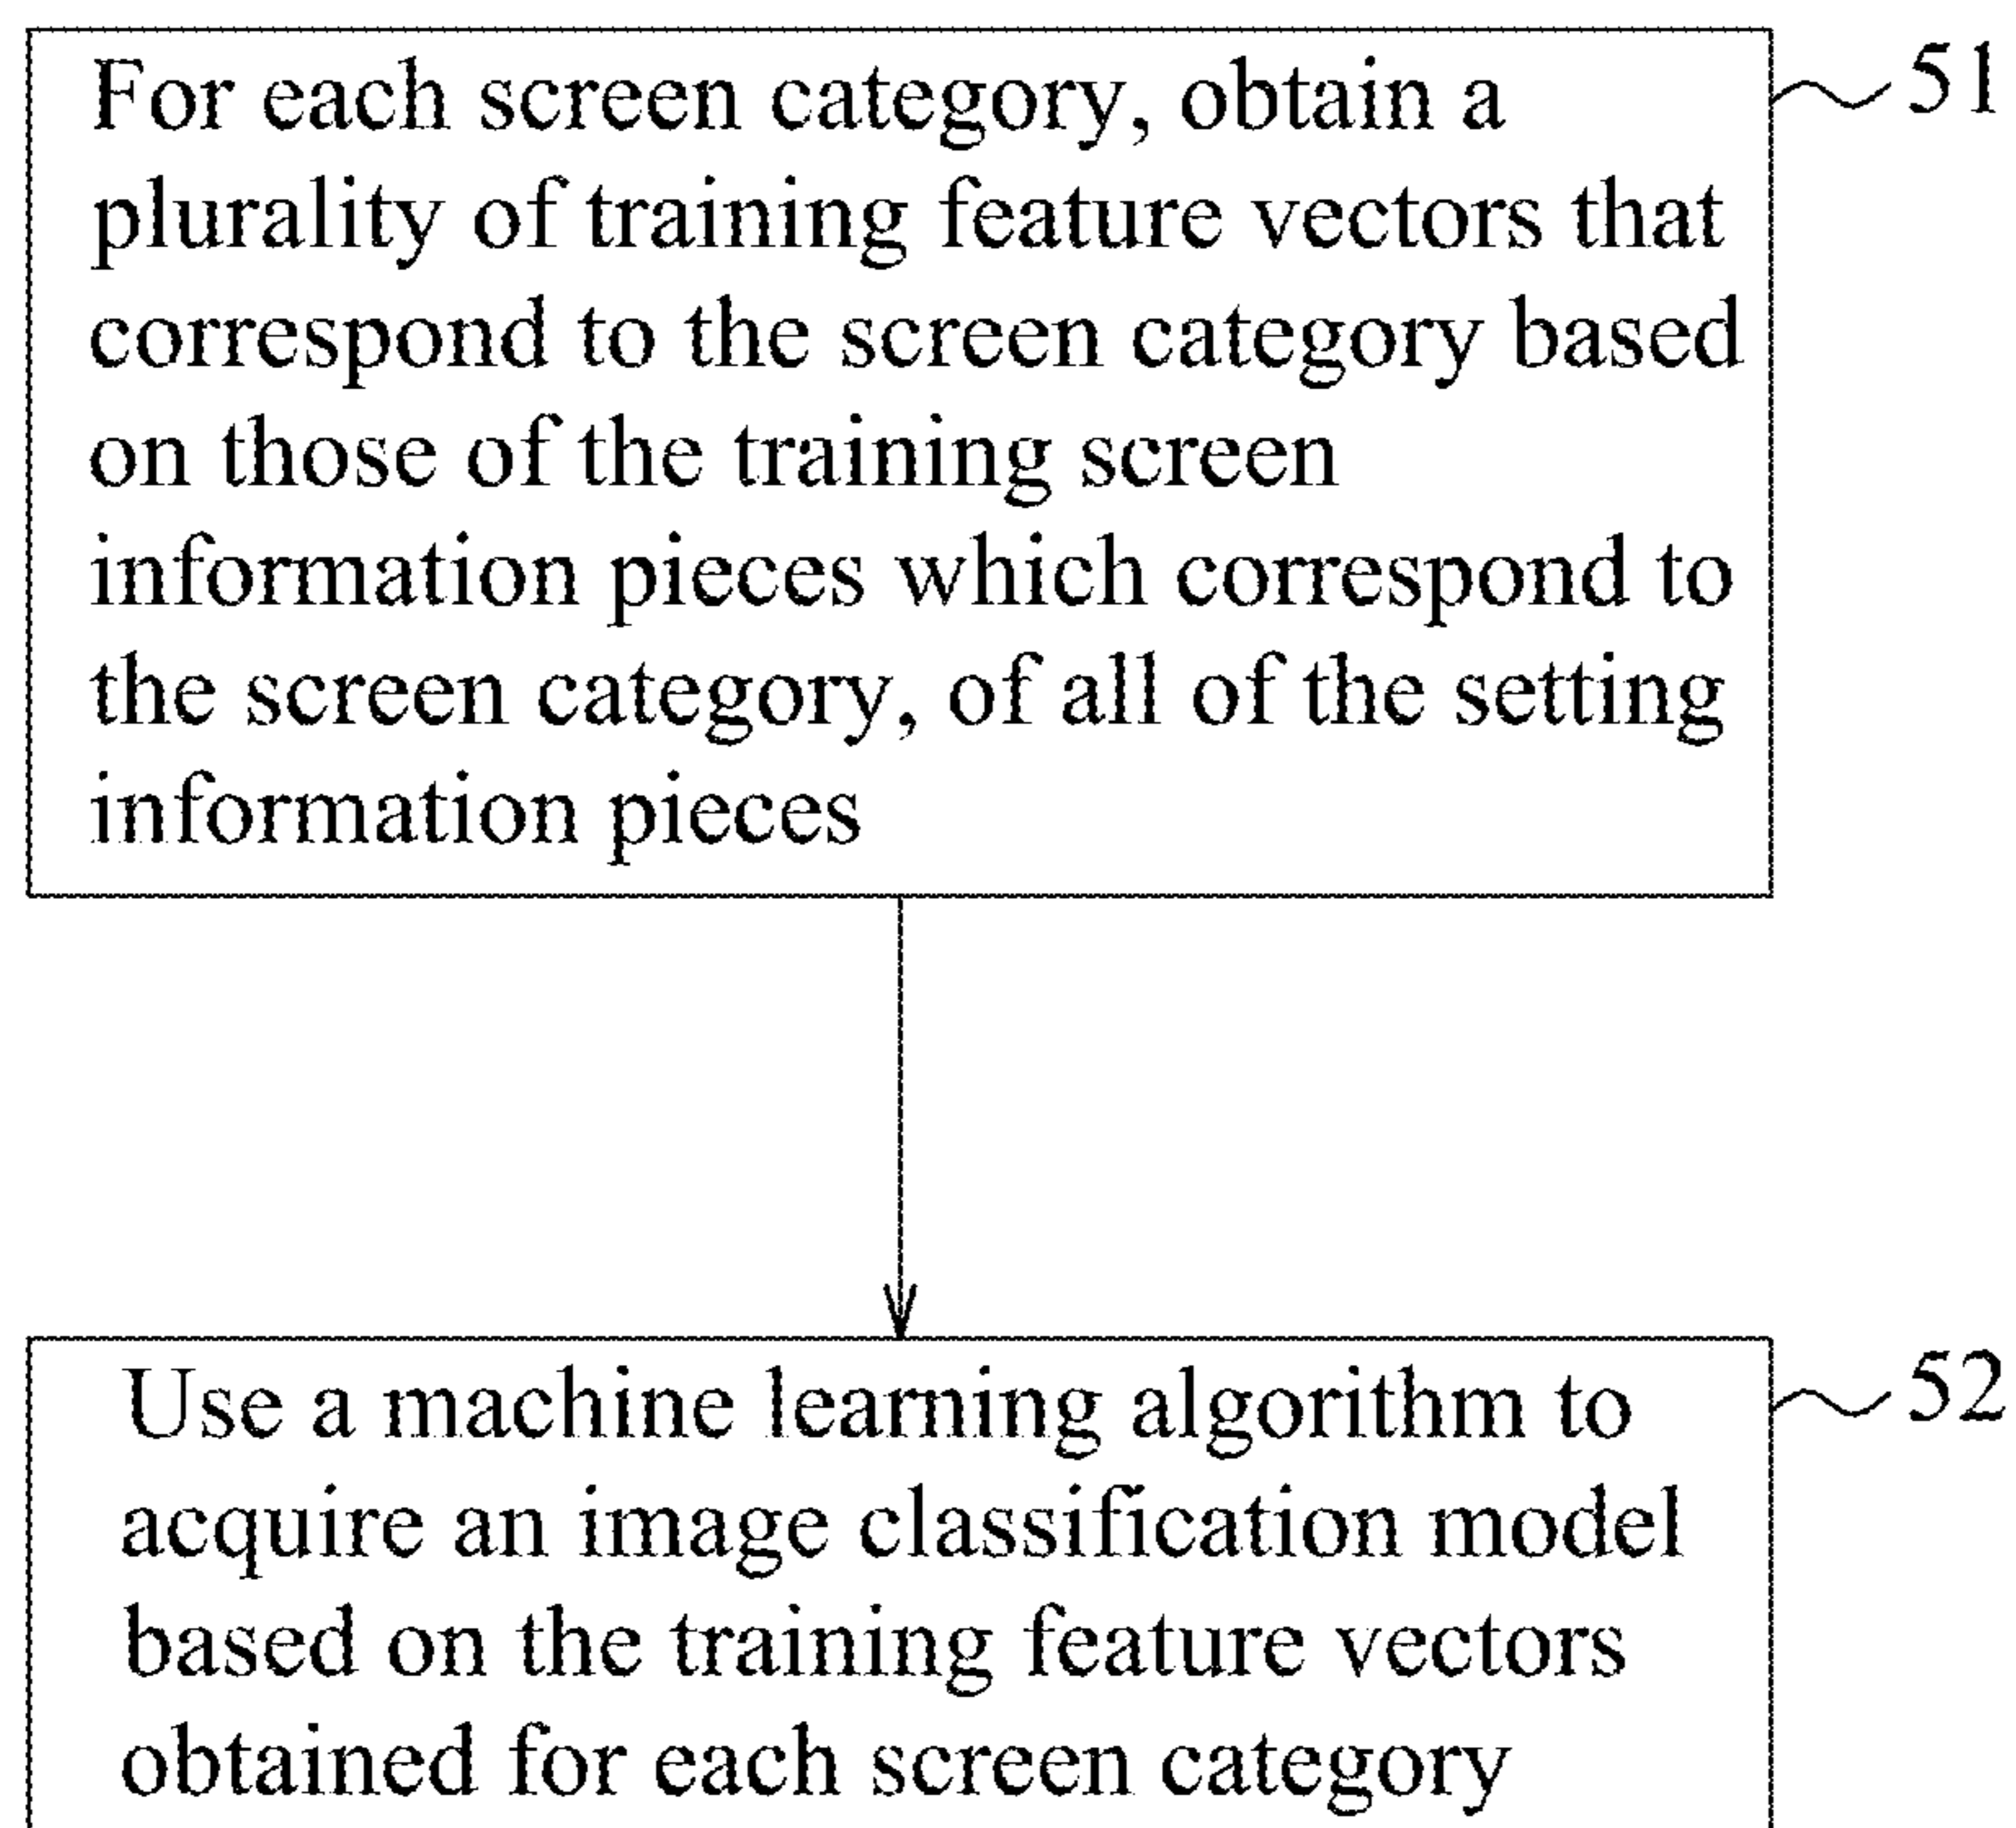 For each screen category, obtain a
51
plurality of training feature vectors that
correspond to the screen category based
on those of the training screen
information pieces which correspond to
the screen category, of all of the setting
information pieces
Use a machine learning algorithm to
52
acquire an image classification model
based on the training feature vectors
obtained for each screen category